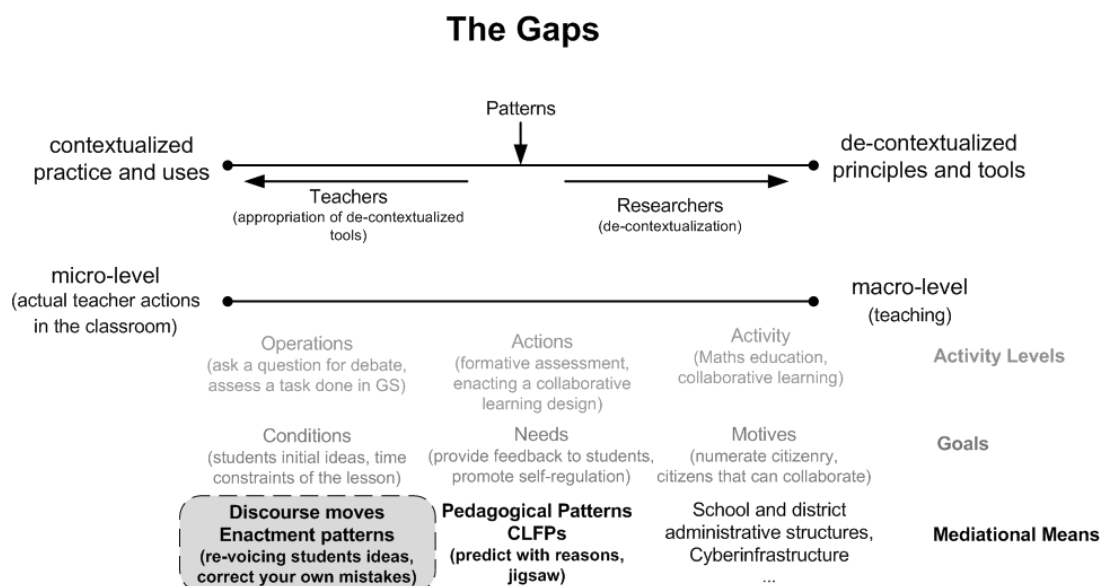 The Gaps
Patterns
contextualized
practice and uses
de-contextualized
principles and tools
Teachers
(appropriation of de-contextualized
tools)
Researchers
(de-contextualization)
micro-level
(actual teacher actions
in the classroom)
macro-level
(teaching)
Operations
(ask a question for debate,
assess a task done in GS)
Actions
(formative assessment,
enacting a collaborative
learning design)
Activity
(Maths education,
collaborative learning)
Activity Levels
Conditions
(students initial ideas, time
constraints of the lesson)
Needs
(provide feedback to students,
promote self-regulation)
Motives
(numerate citizenry,
citizens that can collaborate)
Goals
Discourse moves
Enactment patterns
(re-voicing students ideas,
correct your own mistakes)
Pedagogical Patterns
CLFPs
(predict with reasons,
jigsaw)
School and district
administrative structures,
Cyberinfrastructure
...
Mediational Means